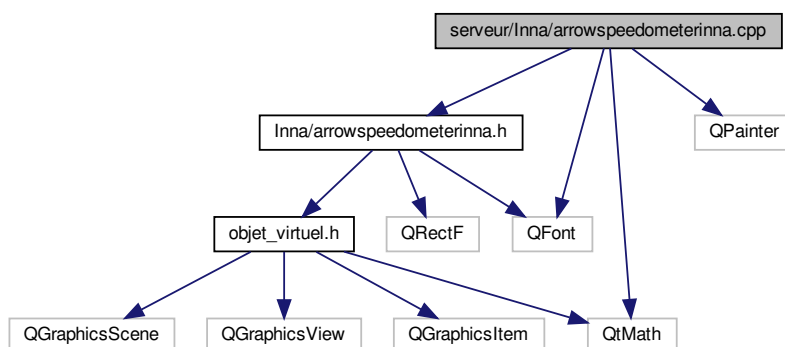 serveur/Inna/arrowspeedometerinna.cpp
Inna/arrowspeedometerinna.h
QPainter
objet_virtuel.h
QRectF
QFont
QGraphicsScene
QGraphicsView
QGraphicsItem
QtMath